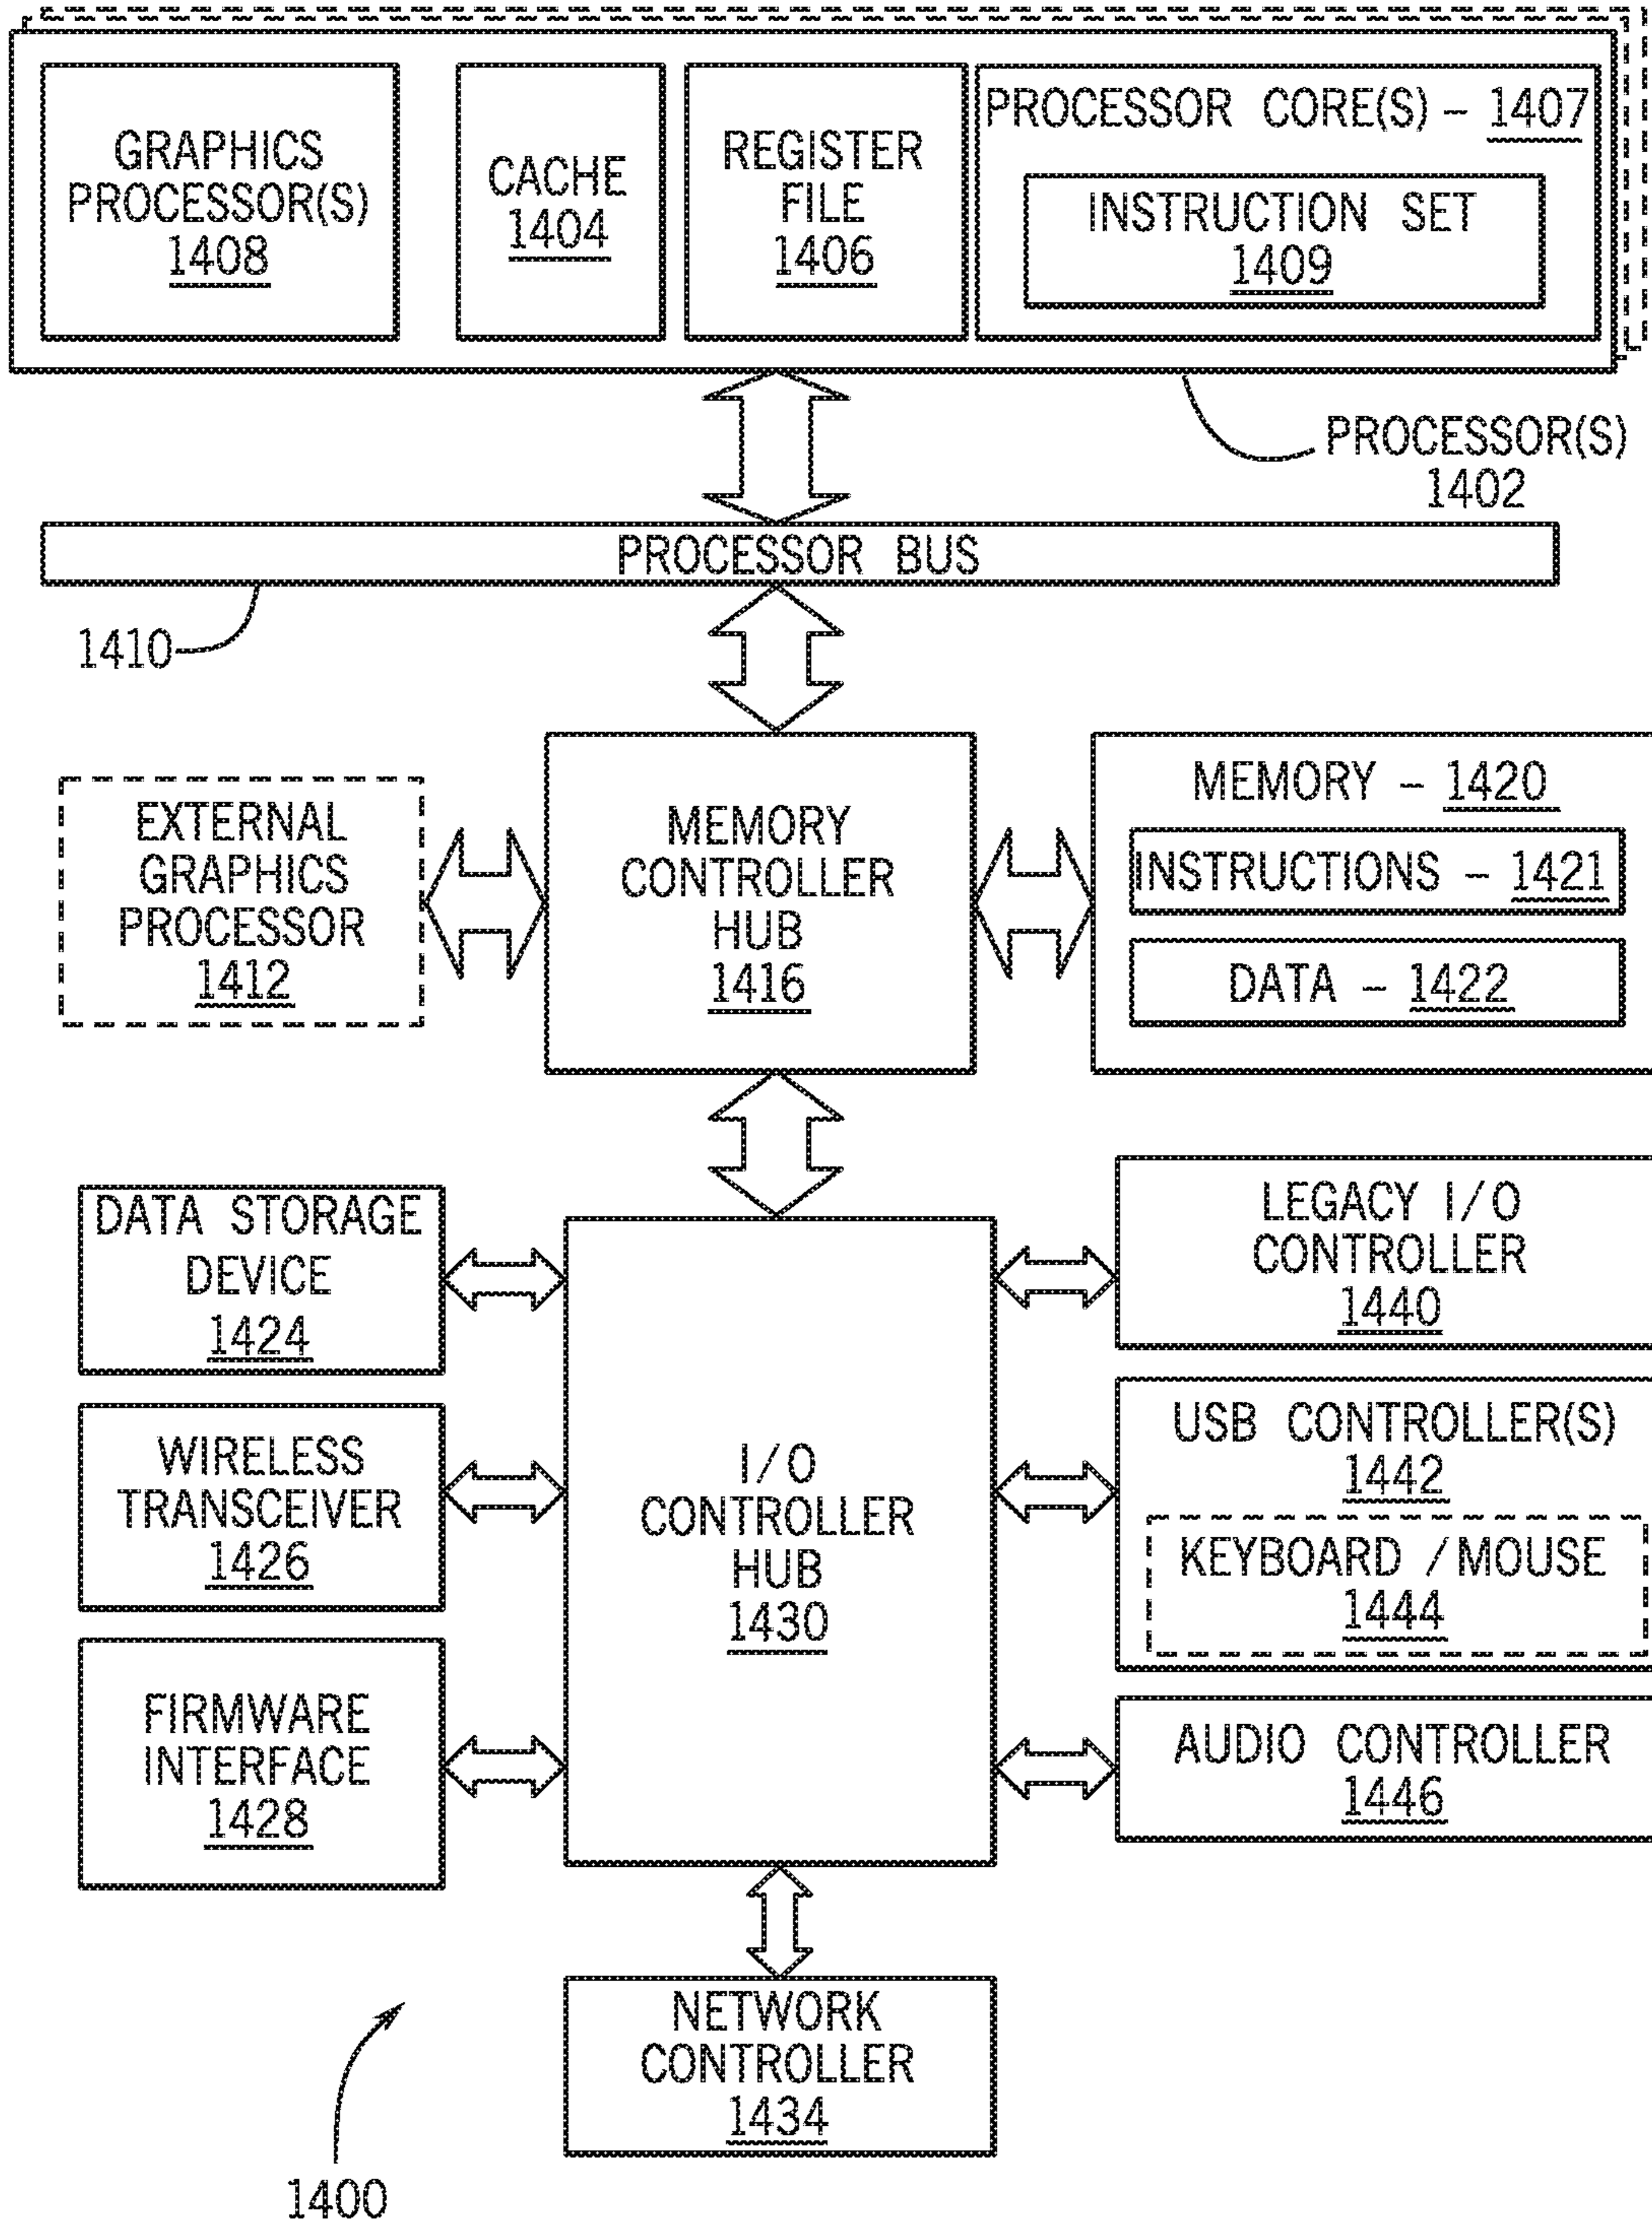 GRAPHICS
PROCESSOR(S)
1408
CACHE
1404
REGISTER
FILE
1406
PROCESSOR CORE(S) – 1407
INSTRUCTION SET
1409
PROCESSOR(S)
1402
PROCESSOR BUS
1410
EXTERNAL
GRAPHICS
PROCESSOR
1412
MEMORY
CONTROLLER
HUB
1416
MEMORY – 1420
INSTRUCTIONS – 1421
DATA – 1422
DATA STORAGE
DEVICE
1424
WIRELESS
TRANSCEIVER
1426
FIRMWARE
INTERFACE
1428
I/O
CONTROLLER
HUB
1430
LEGACY I/O
CONTROLLER
1440
USB CONTROLLER(S)
1442
KEYBOARD /MOUSE
1444
AUDIO CONTROLLER
1446
NETWORK
CONTROLLER
1434
1400